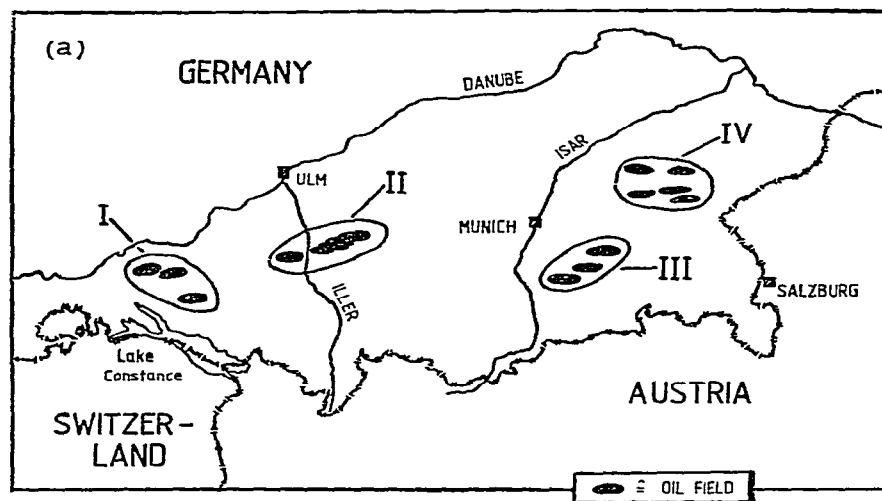 (a)
GERMANY
DANUBE
ISAR
IV
ULM
II
I
MUNICH
III
ILLER
SALZBURG
Lake
Constance
AUSTRIA
SWITZER-
LAND
≙ OIL FIELD